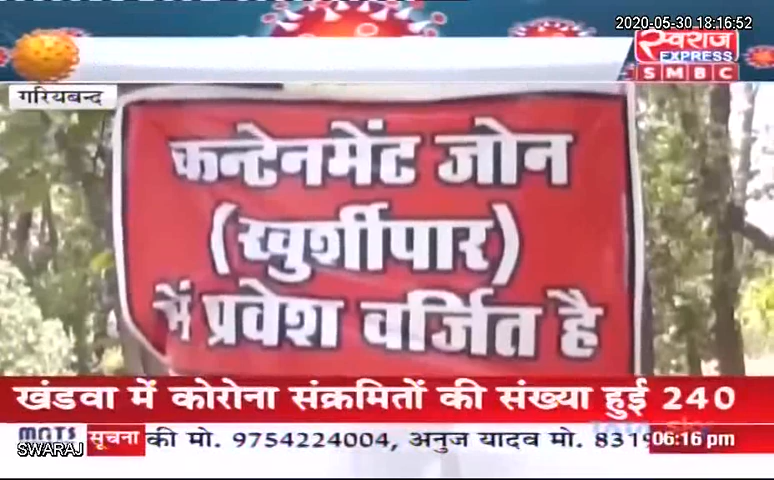 2020-05-30 18:16:52
स्वराज
EXPRESS
SMBC
गरियबन्द
कन्टेनमेंट जोन
(खुर्शीपार)
में प्रवेश वर्जित है
खंडवा में कोरोना संक्रमितों की संख्या हुई 240
सूचना की मो. 9754224004, अनुज यादव मो. 831 06:16 pm
SWARAJ